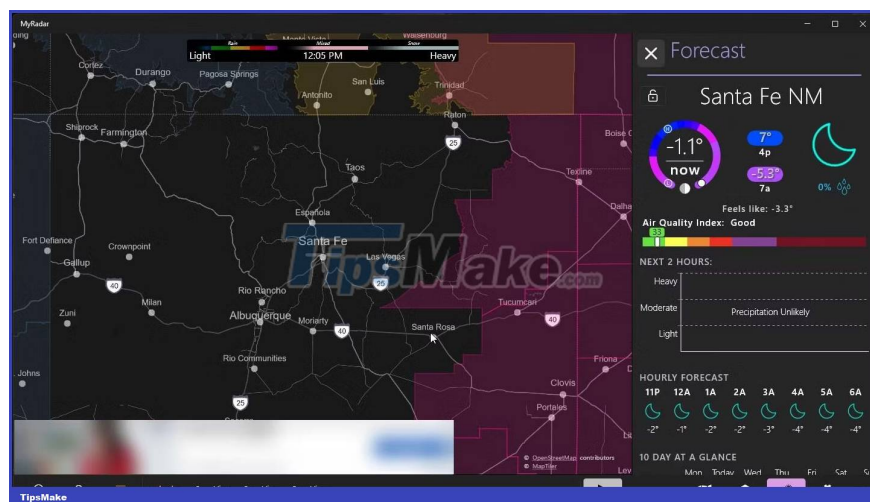 MyRadar
Rain Mixed Snow
Light 12:05 PM Heavy
Cortez
Durango
Pagosa Springs
Antonito
San Luis
Trinidad
Raton
Shiprock
Farmington
25
Boise C
Taos
Texline
Española
Dalha
Fort Defiance
Crownpoint
Santa Fe
Las Vegas
TipsMake.com
Gallup
40
25
Milan
Rio Rancho
Zuni
Albuquerque
Moriarty
40
Santa Rosa
Tucumcari
40
Rio Communities
Friona
Johns
Clovis
25
Portales
© OpenStreetMap contributors
© MapTiler
Lev
Forecast
Santa Fe NM
-1.1°
now
7°
4p
-5.3°
7a
0%
Feels like: -3.3°
Air Quality Index: Good
33
NEXT 2 HOURS:
Heavy
Moderate
Precipitation Unlikely
Light
HOURLY FORECAST
11P 12A 1A 2A 3A 4A 5A 6A
-2° -1° -2° -2° -3° -4° -4° -4°
10 DAY AT A GLANCE
Mon Today Wed Thu Fri Sat
TipsMake